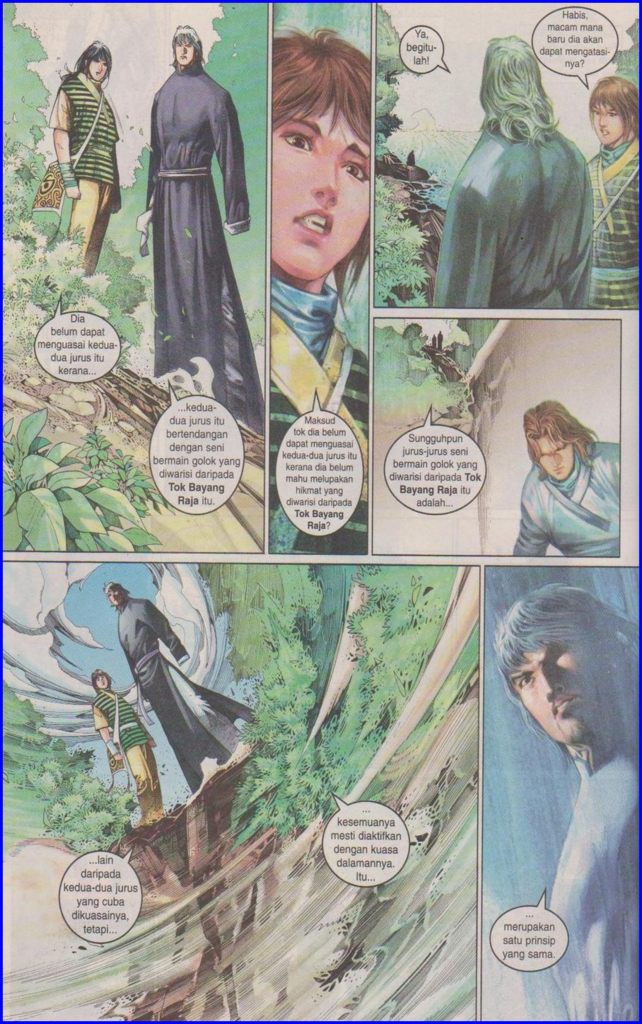 Dia
belum dapat
menguasai kedua-
dua jurus itu
kerana...
...kedua-
dua jurus itu
bertendangan
dengan seni
bermain golok yang
diwarisi daripada
Tok Bayang
Raja itu.
Maksud
tok dia belum
dapat menguasai
kedua-dua jurus itu
kerana dia belum
mahu melupakan
hikmat yang
diwarisi daripada
Tok Bayang
Raja?
Ya,
begitu-
lah!
Habis,
macam mana
baru dia akan
dapat mengatasi-
nya?
Sungguhpun
jurus-jurus seni
bermain golok yang
diwarisi daripada Tok
Bayang Raja itu
adalah...
...lain
daripada
kedua-dua jurus
yang cuba
dikuasainya,
tetapi...
...
kesemuanya
mesti diaktifkan
dengan kuasa
dalamannya.
Itu...
...
merupakan
satu prinsip
yang sama.